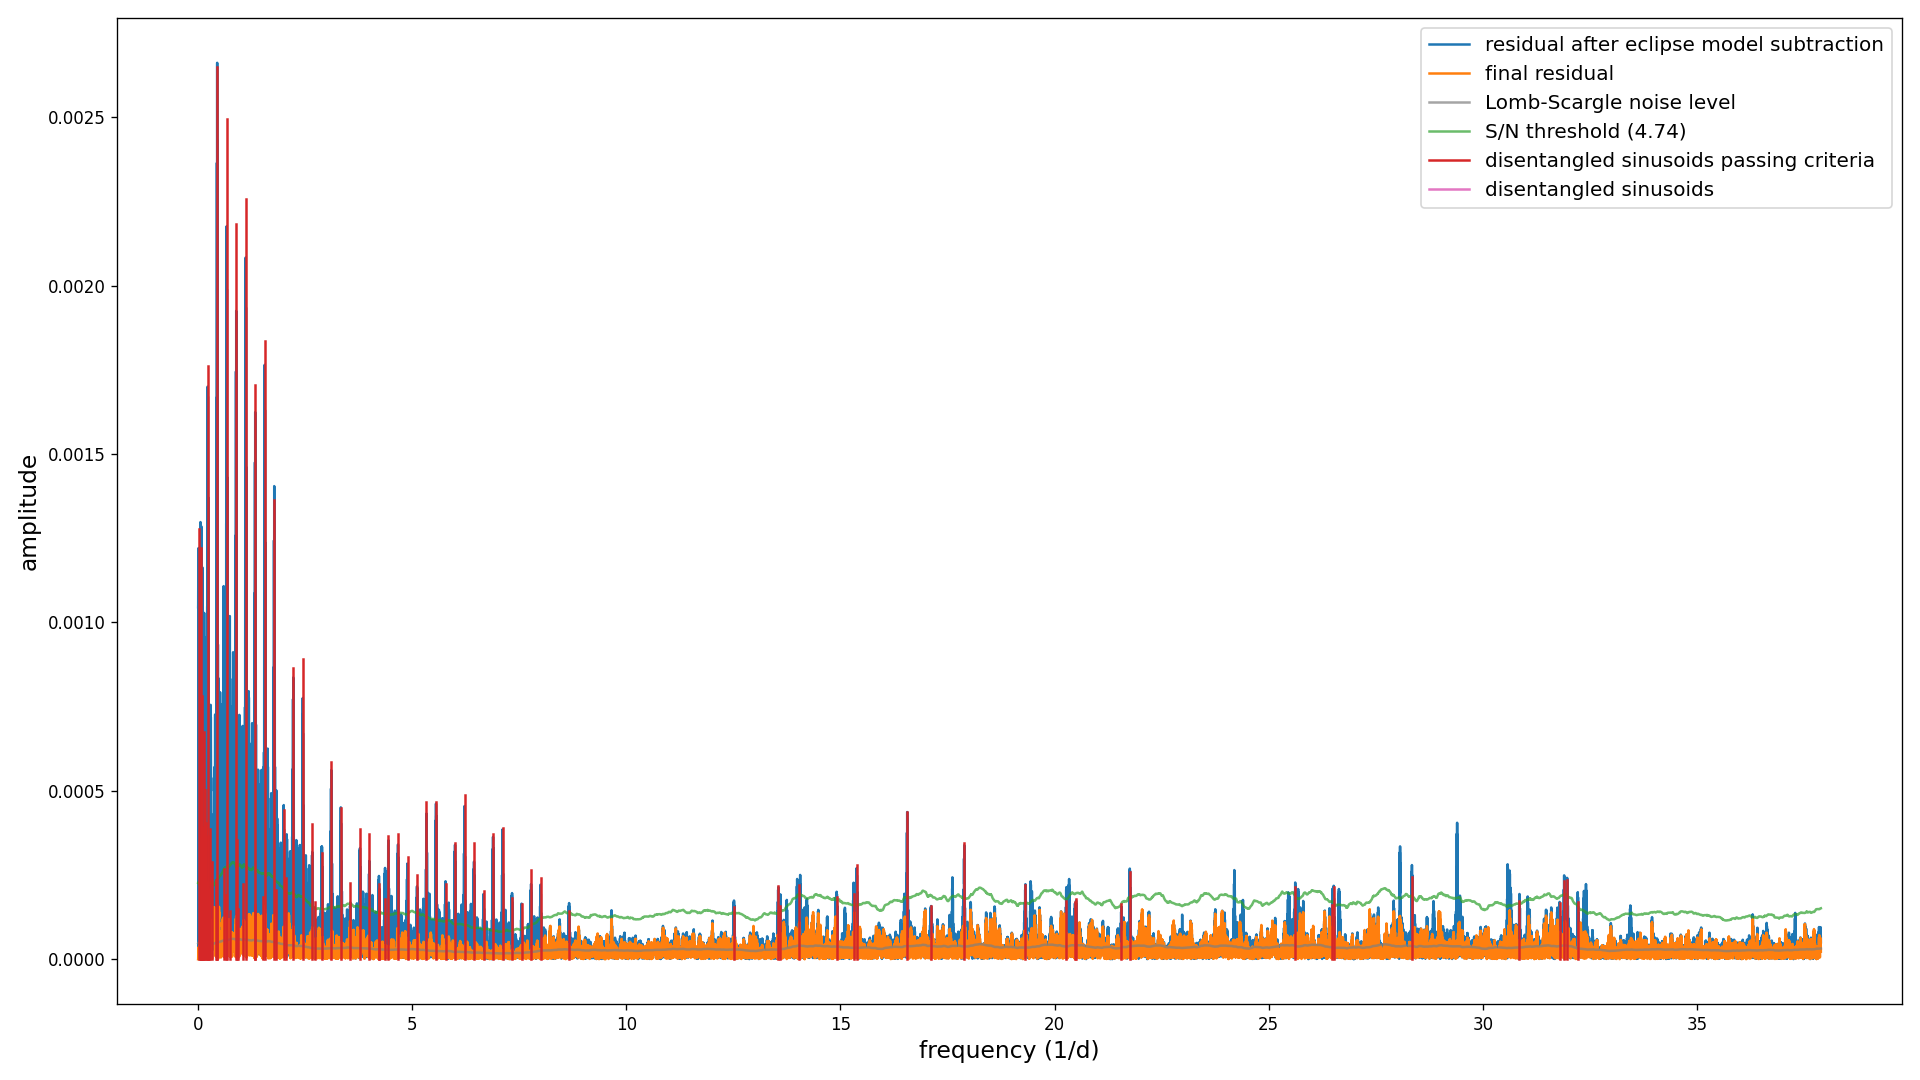 residual after eclipse model subtraction
final residual
Lomb-Scargle noise level
S/N threshold (4.74)
disentangled sinusoids passing criteria
disentangled sinusoids
amplitude
0.0025
0.0020
0.0015
0.0010
0.0005
0.0000
0 5 10 15 20 25 30 35
frequency (1/d)